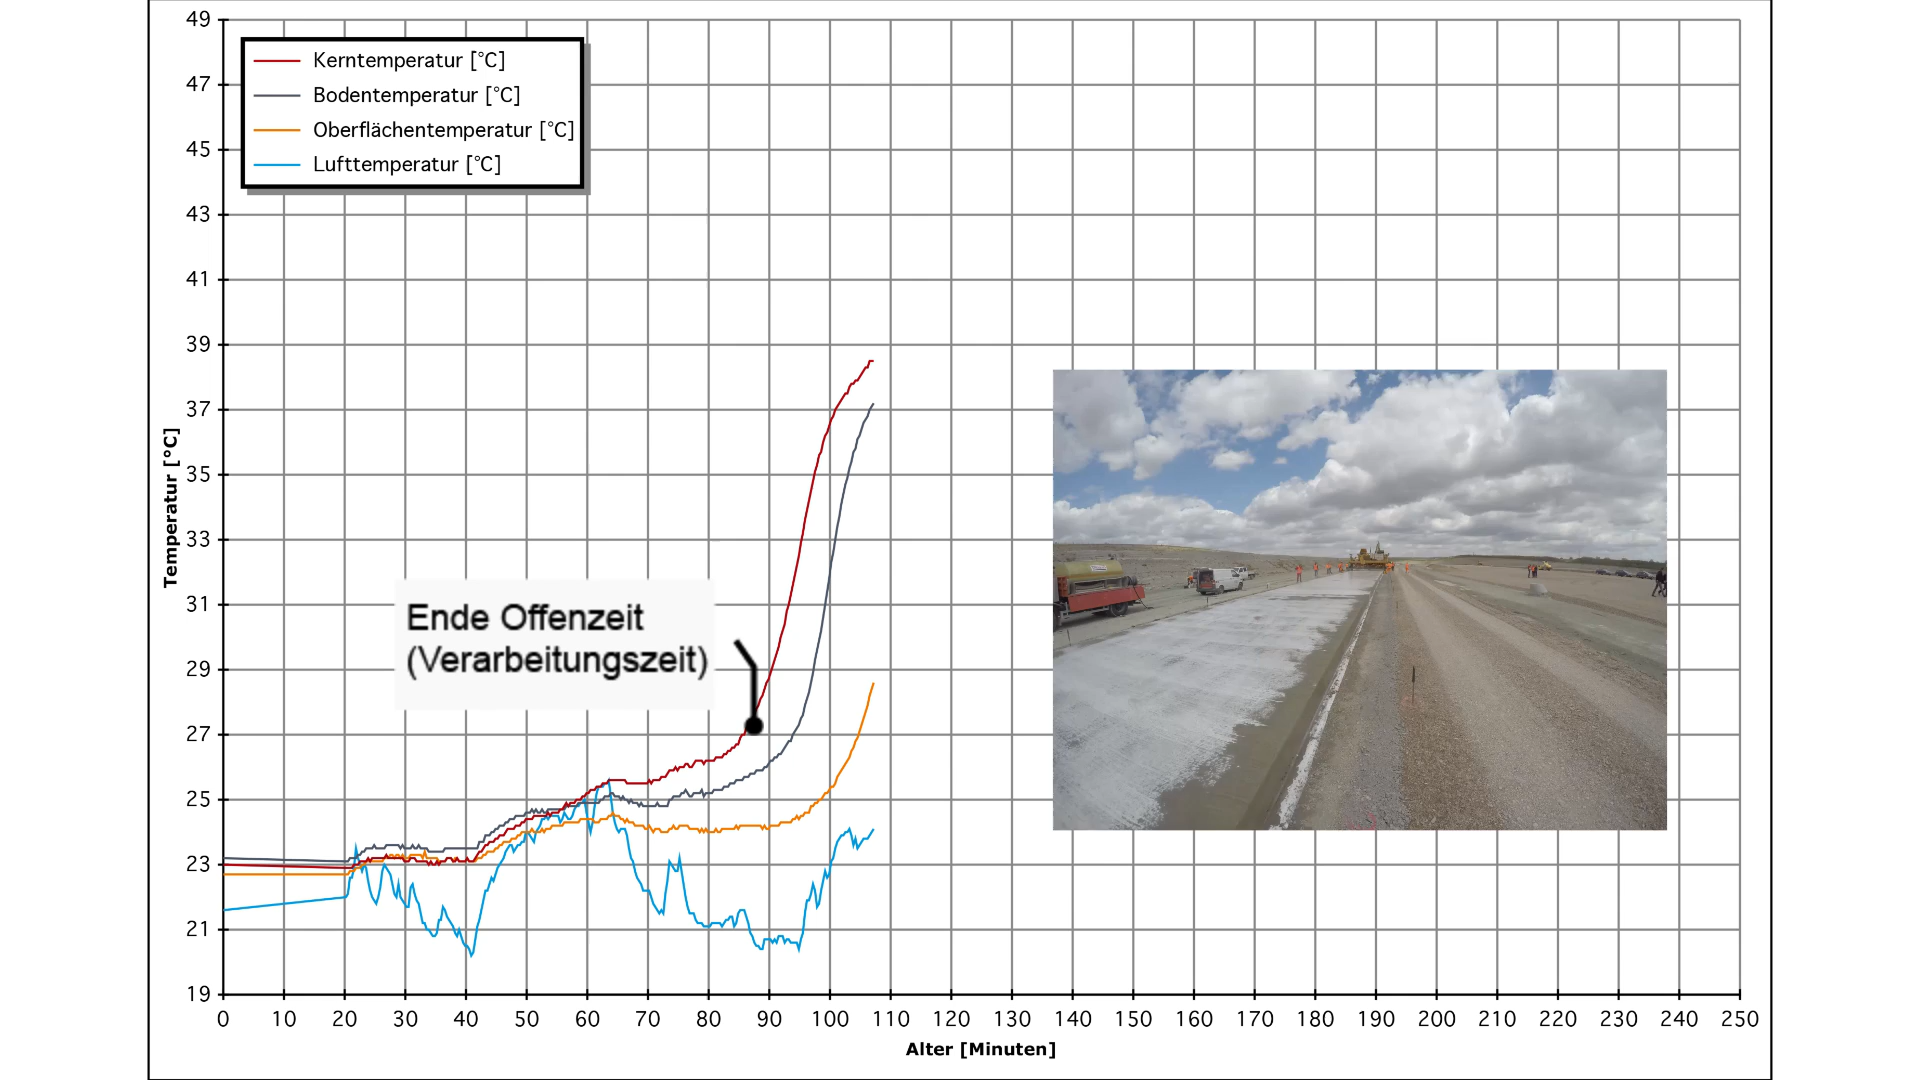 49
47
45
43
41
39
37
35
33
31
29
27
25
23
21
19
Temperatur [°C]
Kerntemperatur [°C]
Bodentemperatur [°C]
Oberflächentemperatur [°C]
Lufttemperatur [°C]
Ende Offenzeit
(Verarbeitungszeit)
0 10 20 30 40 50 60 70 80 90 100 110 120 130 140 150 160 170 180 190 200 210 220 230 240 250
Alter [Minuten]